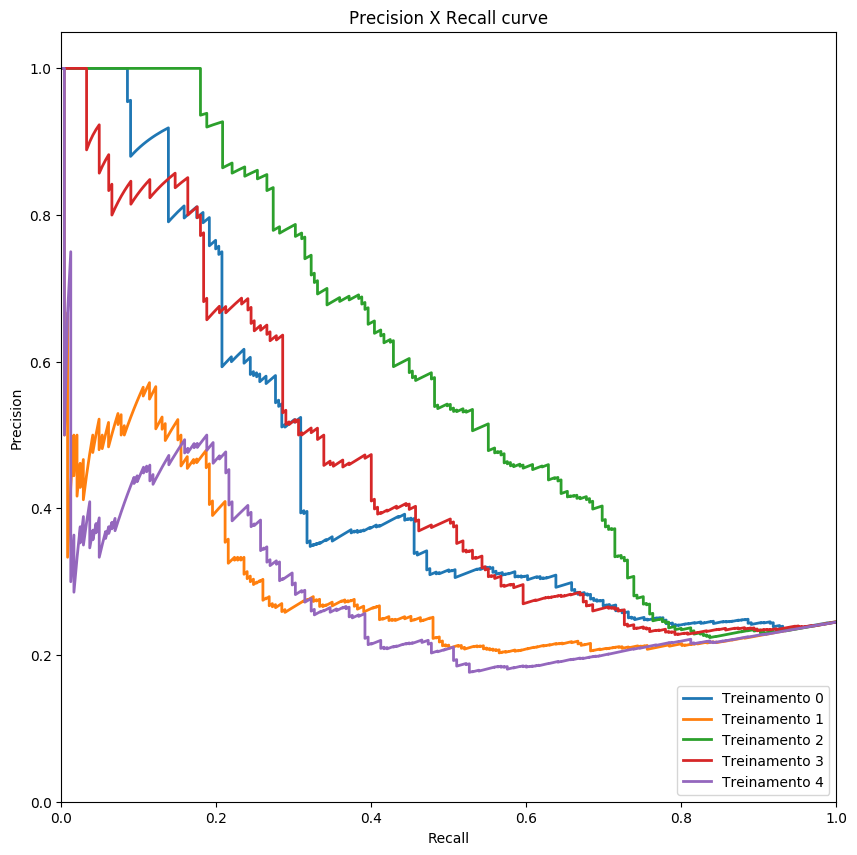 Precision X Recall curve
1.0
0.8
0.6
0.4
0.2
0.0
Precision
0.0 0.2 0.4 0.6 0.8 1.0
Recall
Treinamento 0
Treinamento 1
Treinamento 2
Treinamento 3
Treinamento 4